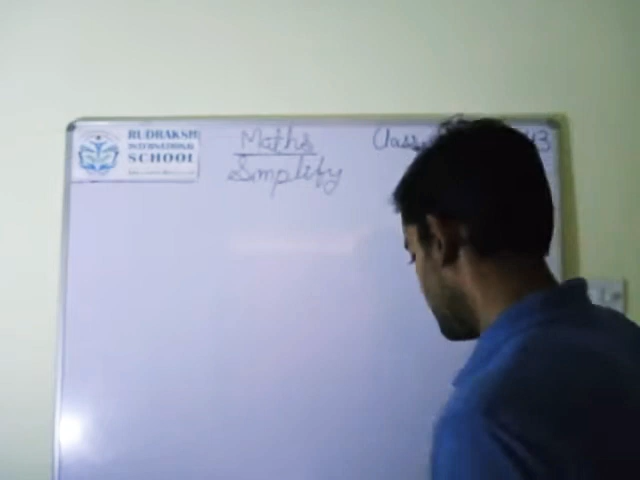 RUDRAKSH
INTERNATIONAL
SCHOOL
Maths
Class
Simplify